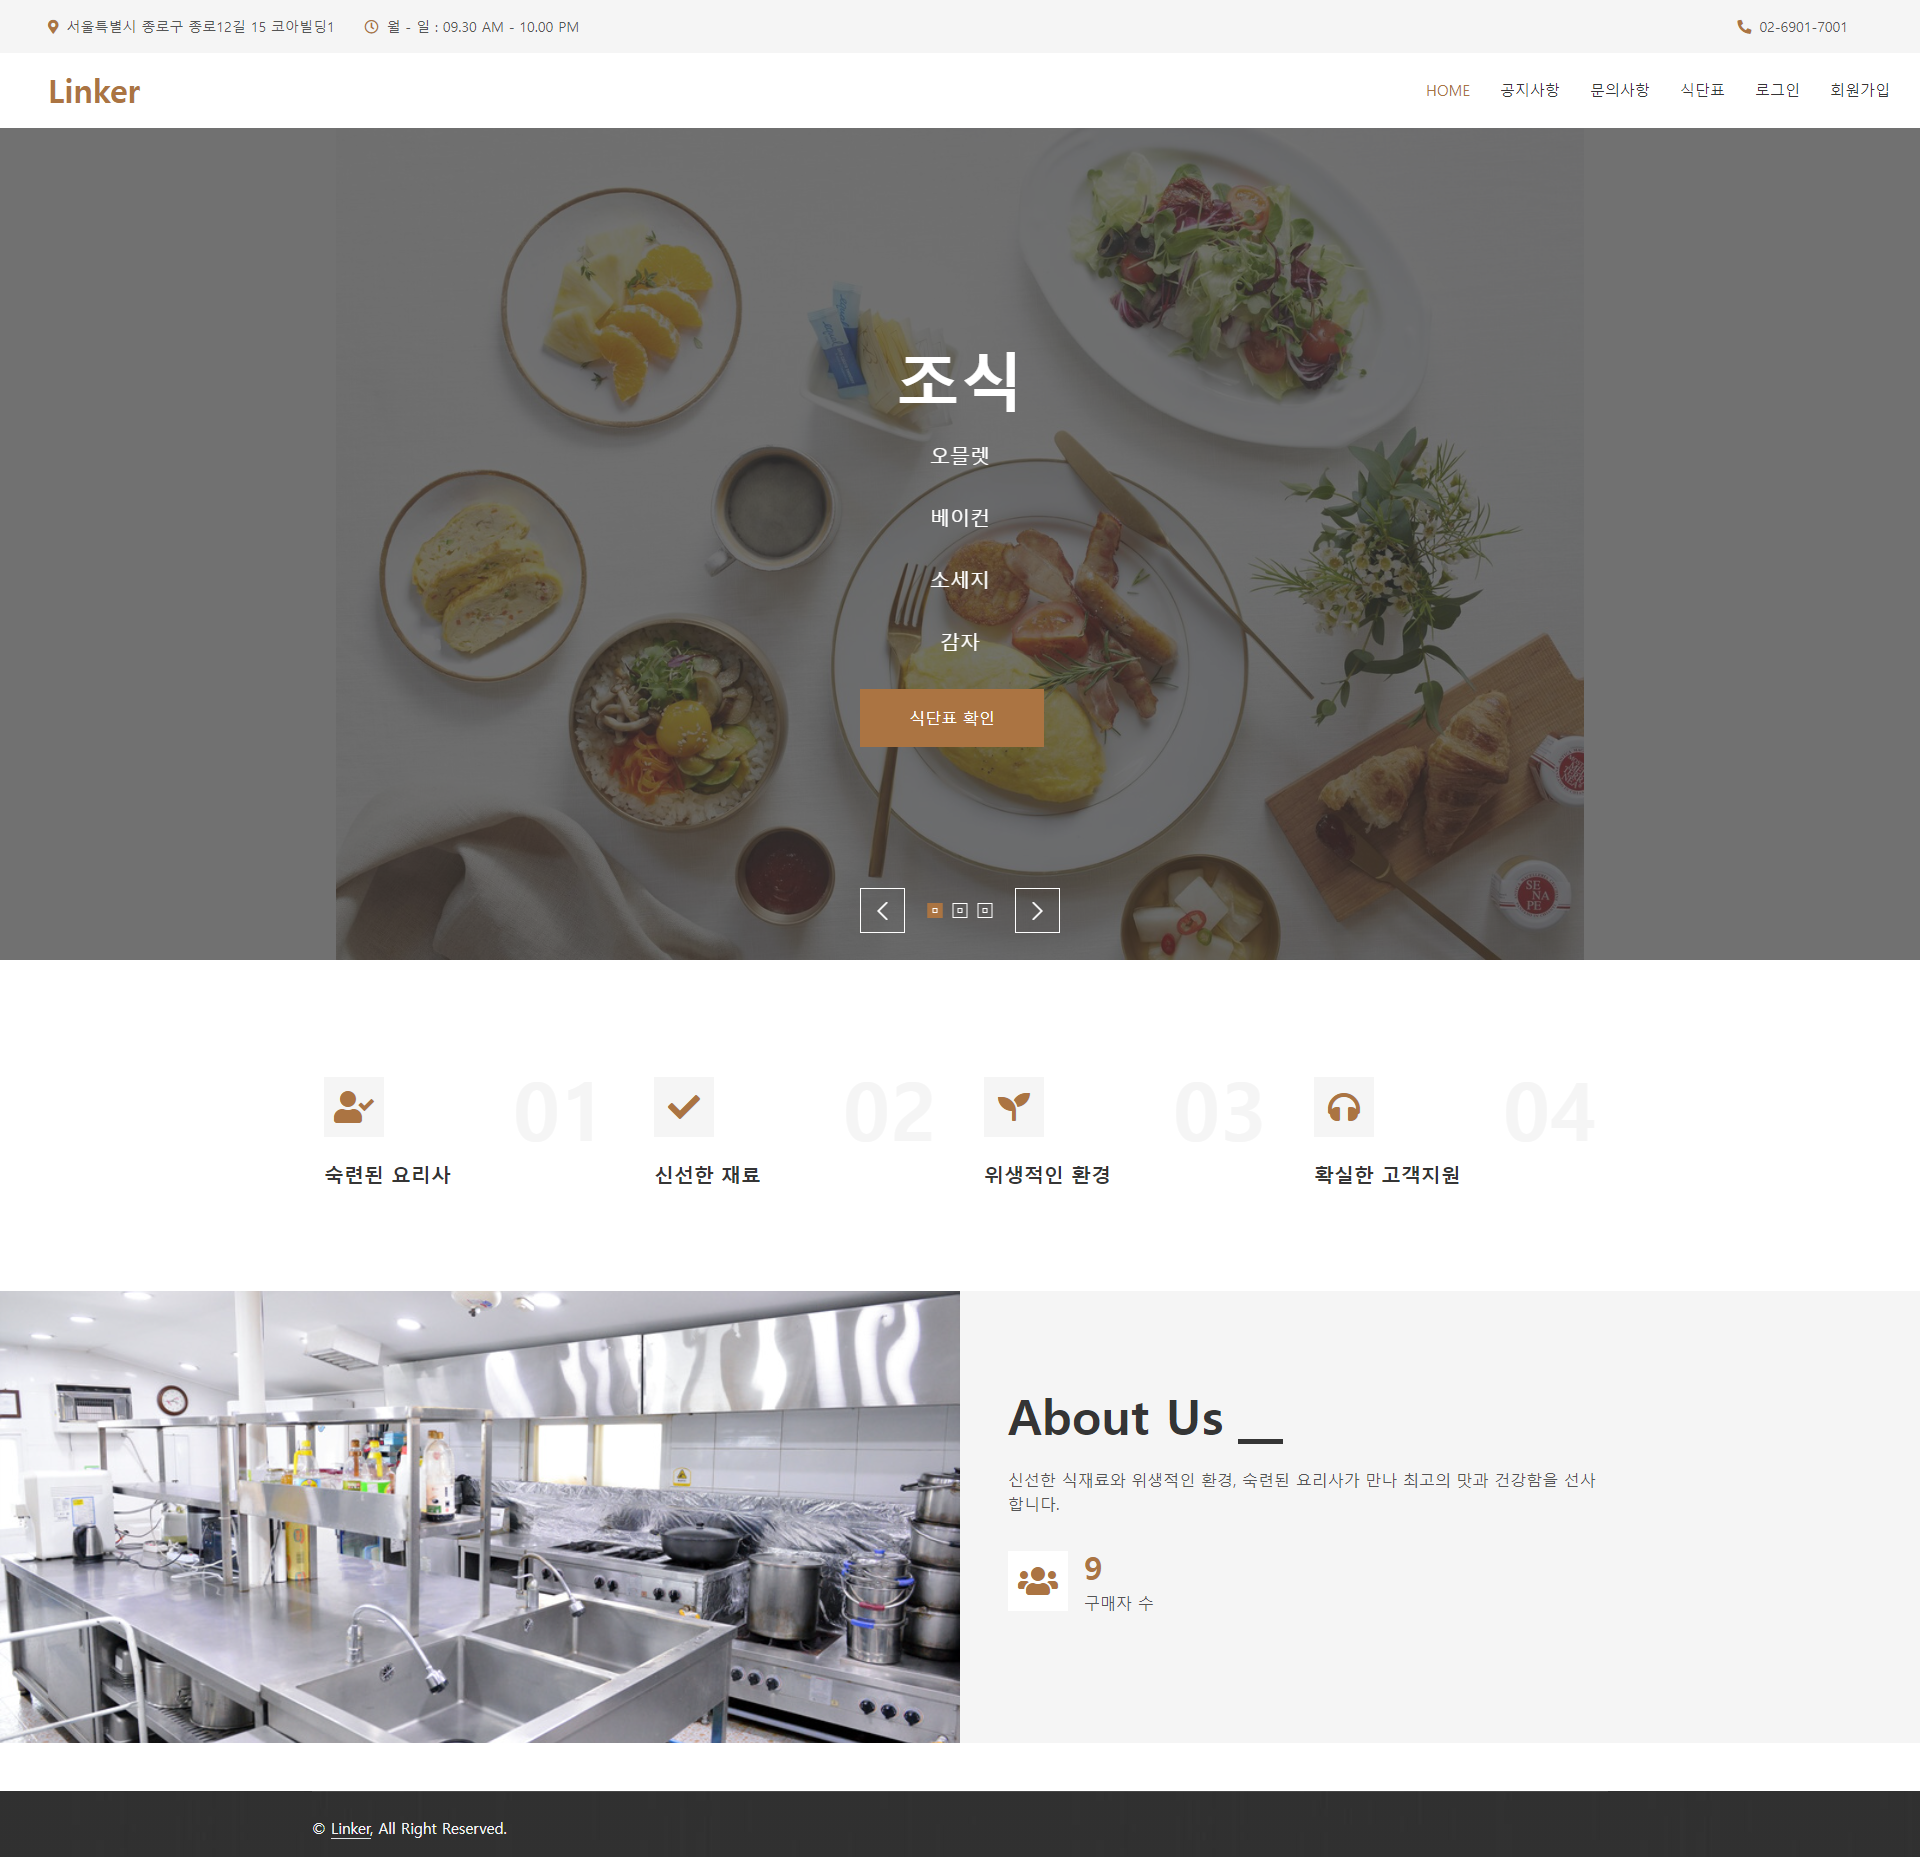 서울특별시 종로구 종로12길 15 코아빌딩1
월 - 일 : 09.30 AM - 10.00 PM
02-6901-7001
Linker
HOME
공지사항
문의사항
식단표
로그인
회원가입
조식
오믈렛
베이컨
소세지
감자
식단표 확인
SE
NA
PE
01
숙련된 요리사
02
신선한 재료
03
위생적인 환경
04
확실한 고객지원
About Us
신선한 식재료와 위생적인 환경, 숙련된 요리사가 만나 최고의 맛과 건강함을 선사
합니다.
9
구매자 수
© Linker, All Right Reserved.